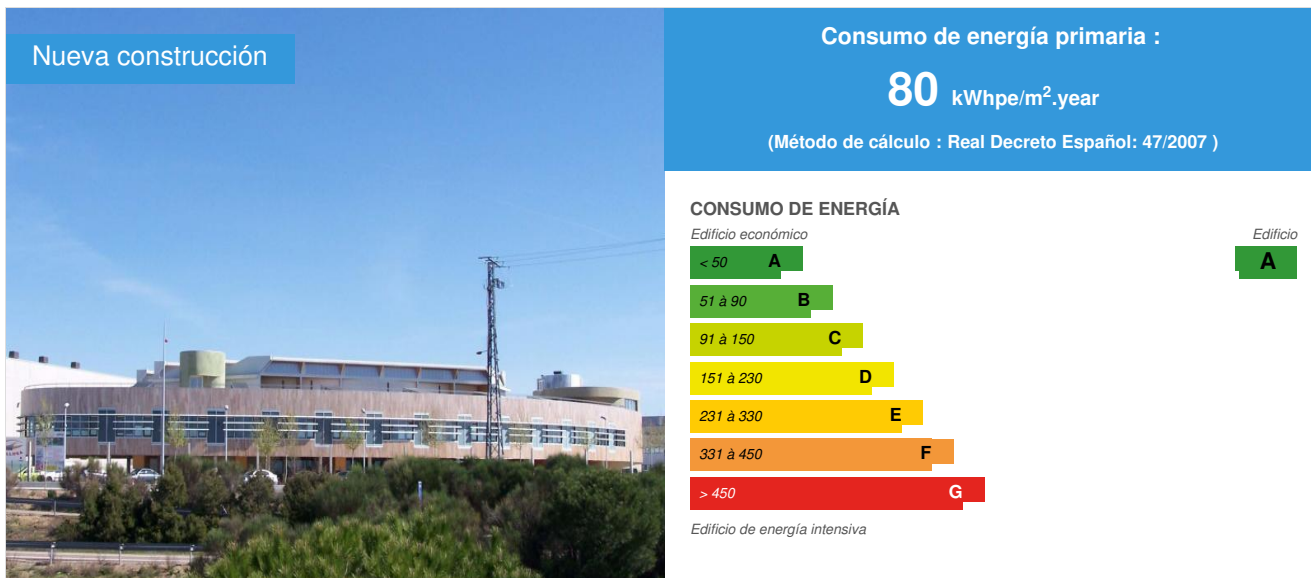 Nueva construcción
Consumo de energía primaria :
80 kWhpe/m².year
(Método de cálculo : Real Decreto Español: 47/2007 )
CONSUMO DE ENERGÍA
Edificio económico
Edificio
< 50 A
A
51 à 90 B
91 à 150 C
151 à 230 D
231 à 330 E
331 à 450 F
> 450 G
Edificio de energía intensiva